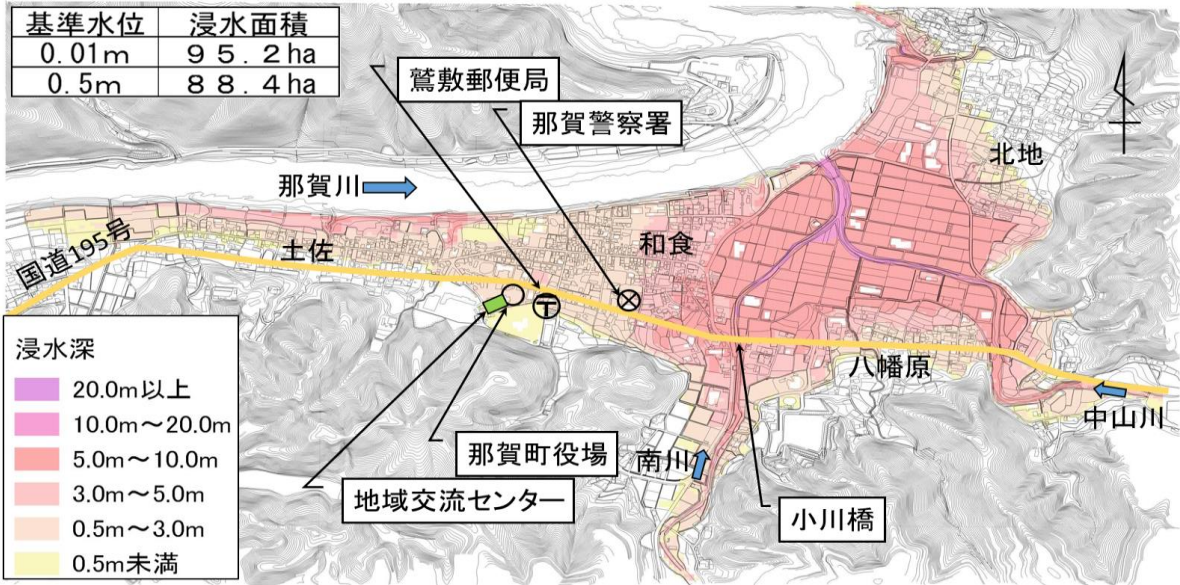 基準水位 浸水面積
0.01m 95.2ha
0.5m 88.4ha
鷲敷郵便局
那賀警察署
北地
那賀川
和食
国道195号
土佐
〒
浸水深
20.0m以上
10.0m～20.0m
5.0m～10.0m
3.0m～5.0m
0.5m～3.0m
0.5m未満
八幡原
中山川
那賀町役場
南川
地域交流センター
小川橋